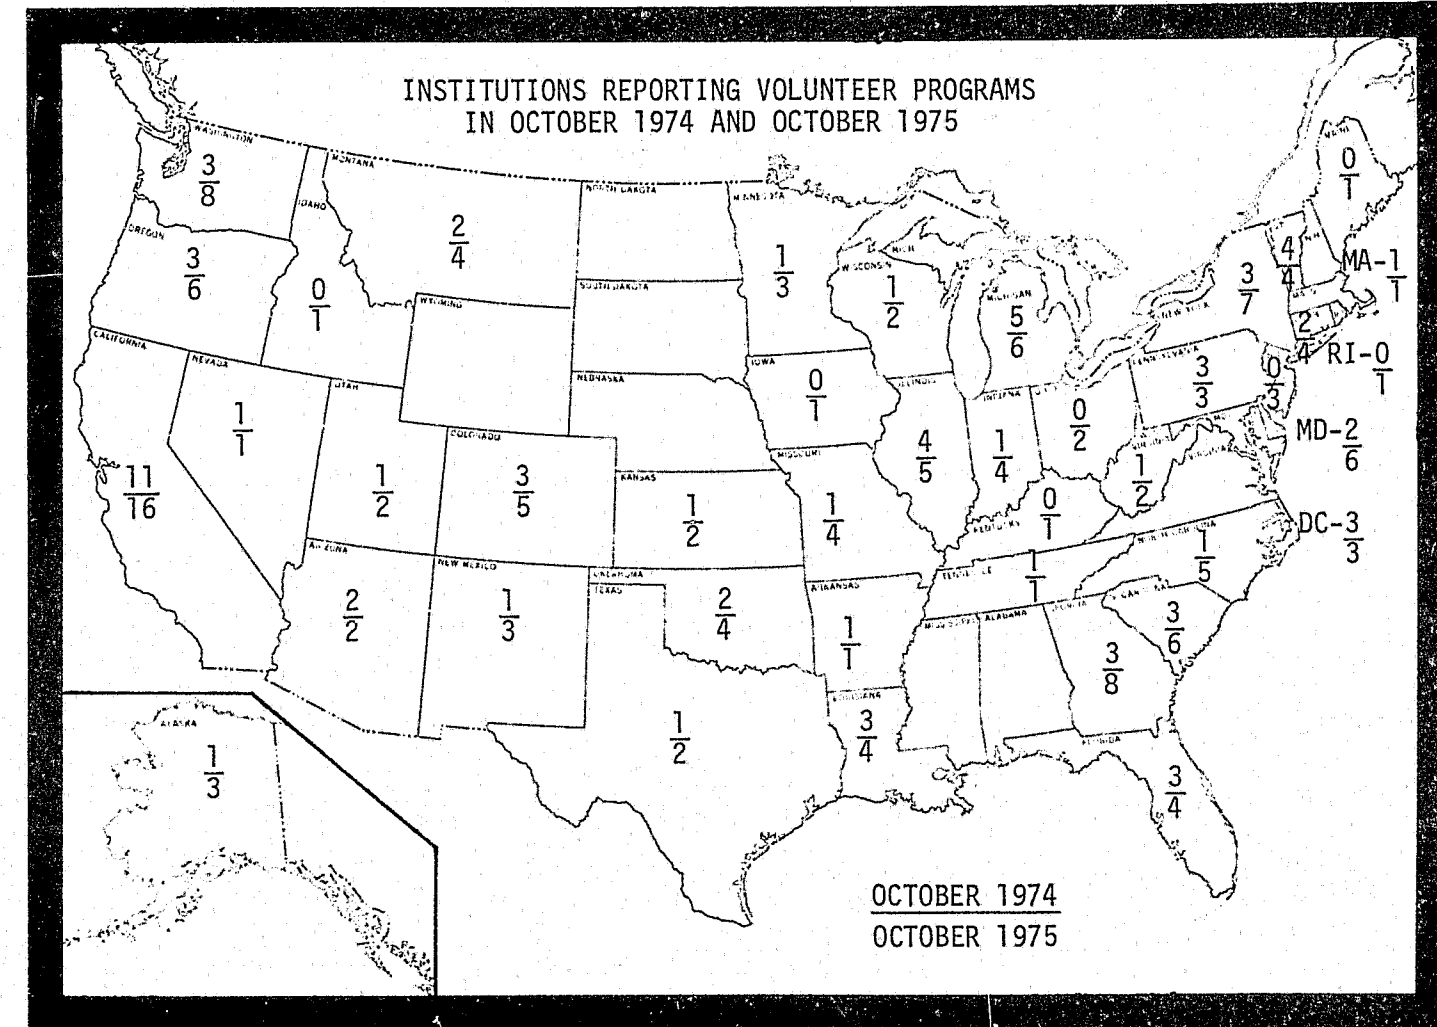 INSTITUTIONS REPORTING VOLUNTEER PROGRAMS
IN OCTOBER 1974 AND OCTOBER 1975
WASHINGTON
3
8
MONTANA
2
4
IDAHO
0
1
OREGON
3
6
NORTH DAKOTA
SOUTH DAKOTA
MINNESOTA
1
3
WISCONSIN
1
2
MICH
MICHIGAN
5
6
MAINE
0
1
4
4
N H
MA-1
1
NEW YORK
3
7
2
4
RI-0
1
CALIFORNIA
11
16
NEVADA
1
1
UTAH
1
2
WYOMING
COLORADO
3
5
NEBRASKA
KANSAS
1
2
IOWA
0
1
MISSOURI
1
4
ILLINOIS
4
5
INDIANA
1
4
0
2
PENNSYLVANIA
3
3
0
3
MD-2
6
VIRGINIA
1
2
KENTUCKY
0
1
DC-3
3
ARIZONA
2
2
NEW MEXICO
1
3
OKLAHOMA
2
4
TEXAS
1
2
ARKANSAS
1
1
TENNESSEE
1
1
NORTH CAROLINA
1
5
3
6
ALABAMA
GEORGIA
3
8
LOUISIANA
3
4
FLORIDA
3
4
ALASKA
1
3
OCTOBER 1974
OCTOBER 1975